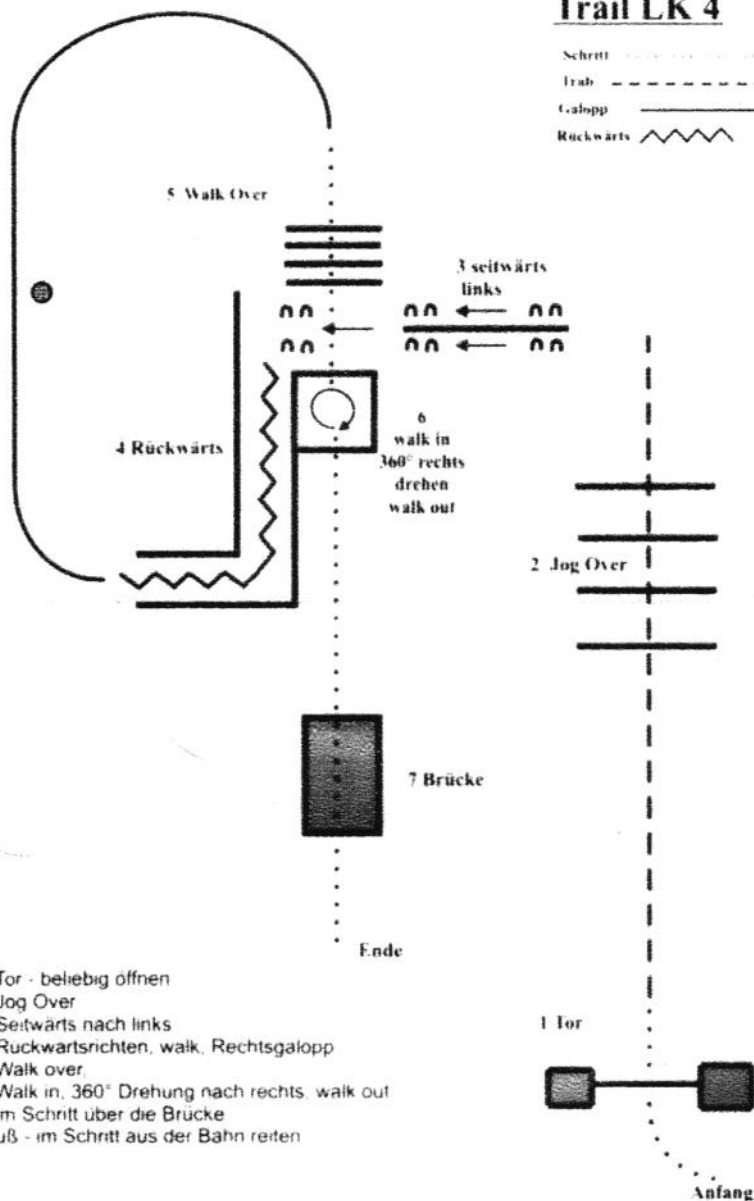 Trail LK 4
Schritt
Trab
Galopp
Rückwärts
5 Walk Over
3 seitwärts
links
4 Rückwärts
6
walk in
360° rechts
drehen
walk out
2 Jog Over
7 Brücke
Ende
1 Tor
Anfang
Tor - beliebig öffnen
Jog Over
Seitwärts nach links
Rückwartsrichten, walk, Rechtsgalopp
Walk over,
Walk in, 360° Drehung nach rechts, walk out
m Schritt über die Brücke
uß - im Schritt aus der Bahn reiten